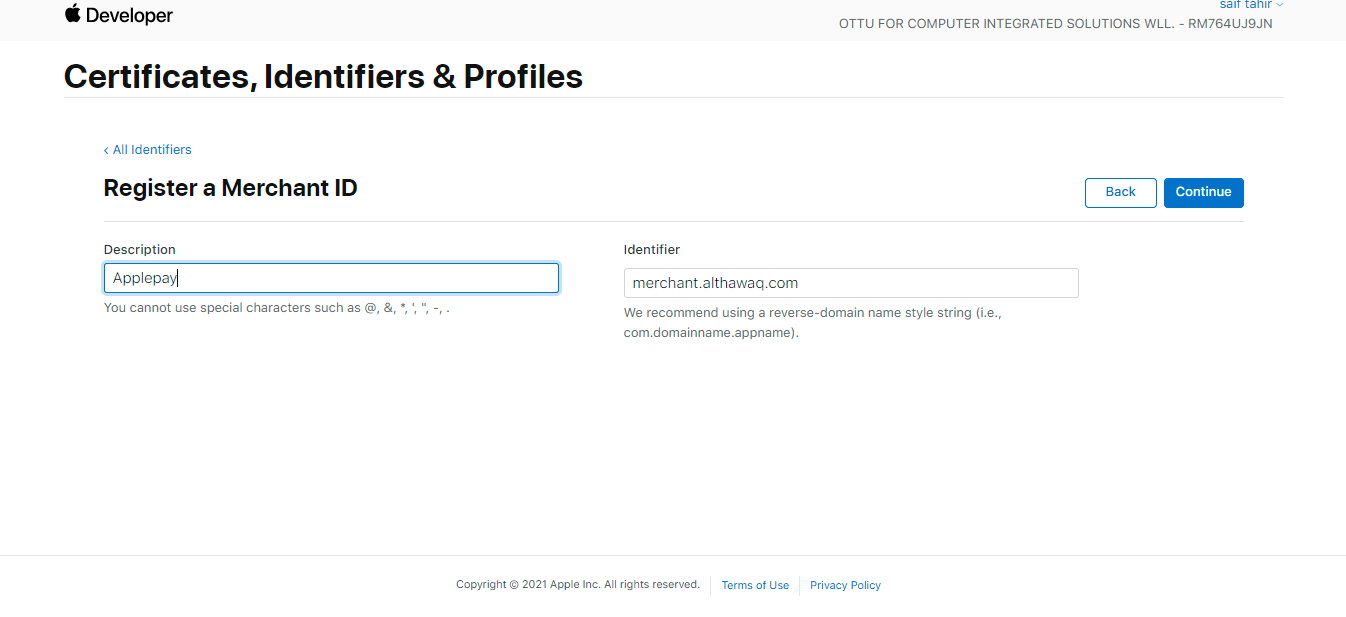 Developer
saif tahir
OTTU FOR COMPUTER INTEGRATED SOLUTIONS WLL. - RM764UJ9JN
Certificates, Identifiers & Profiles
‹ All Identifiers
Register a Merchant ID
Back
Continue
Description
Applepay
You cannot use special characters such as @, &, *, ', ", -, .
Identifier
merchant.althawaq.com
We recommend using a reverse-domain name style string (i.e.,
com.domainname.appname).
Copyright © 2021 Apple Inc. All rights reserved.
Terms of Use
Privacy Policy